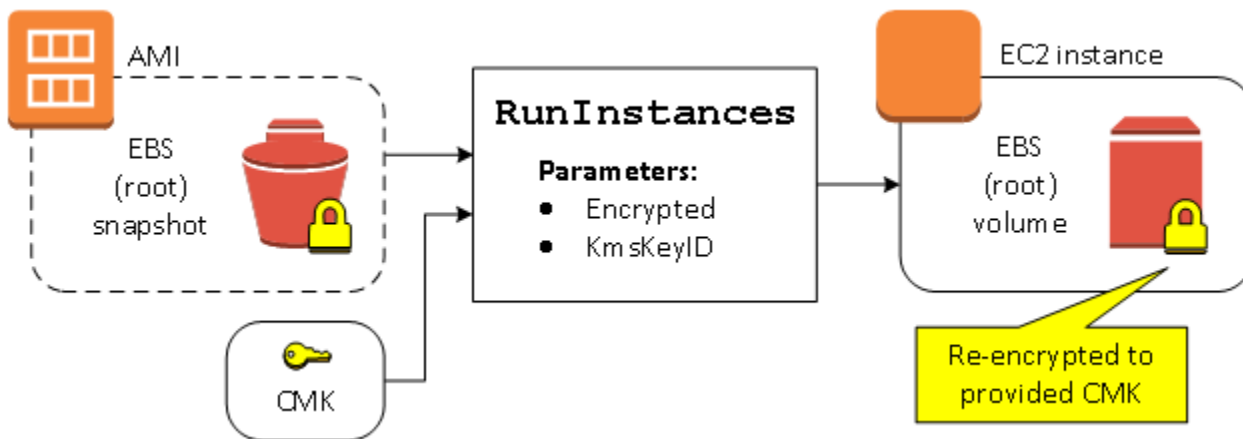 AMI
EBS
(root)
snapshot
CMK
RunInstances
Parameters:
● Encrypted
● KmsKeyID
EC2 instance
EBS
(root)
volume
Re-encrypted to
provided CMK